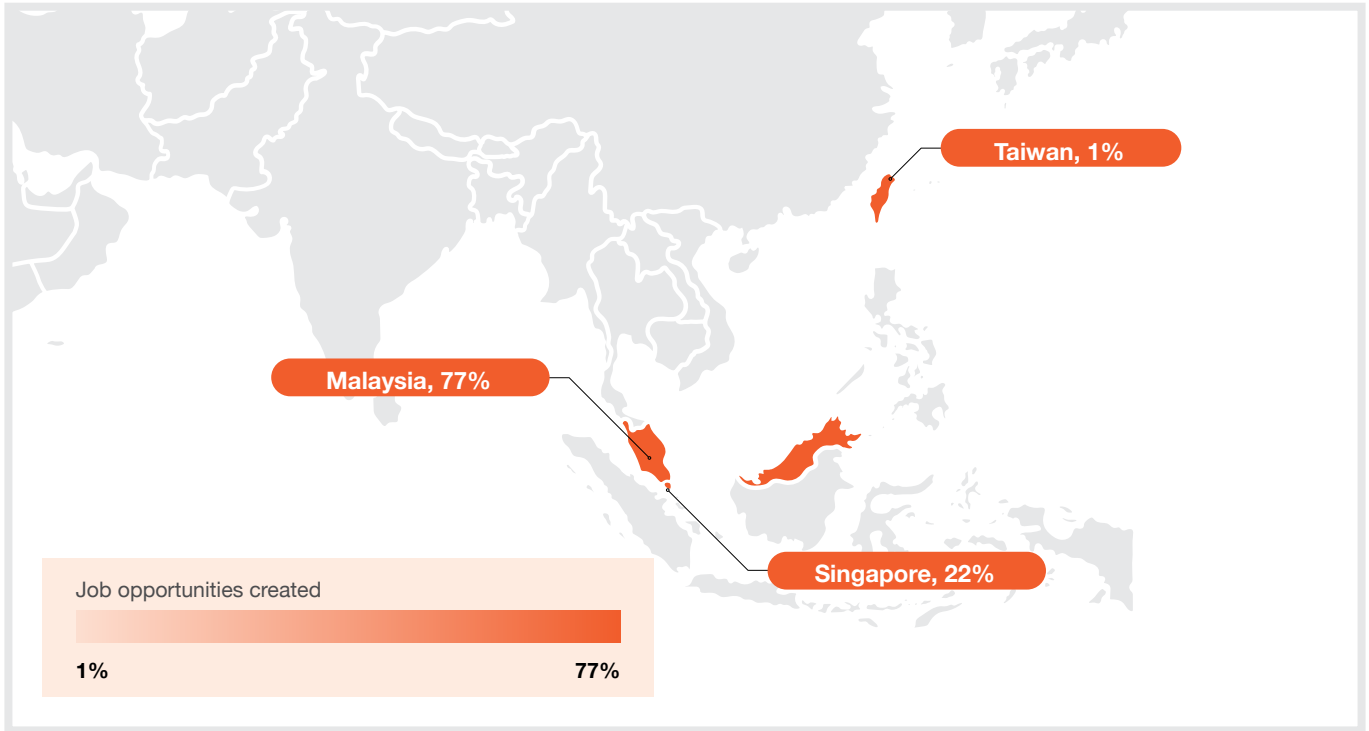 Taiwan, 1%
Malaysia, 77%
Singapore, 22%
Job opportunities created
1% 77%